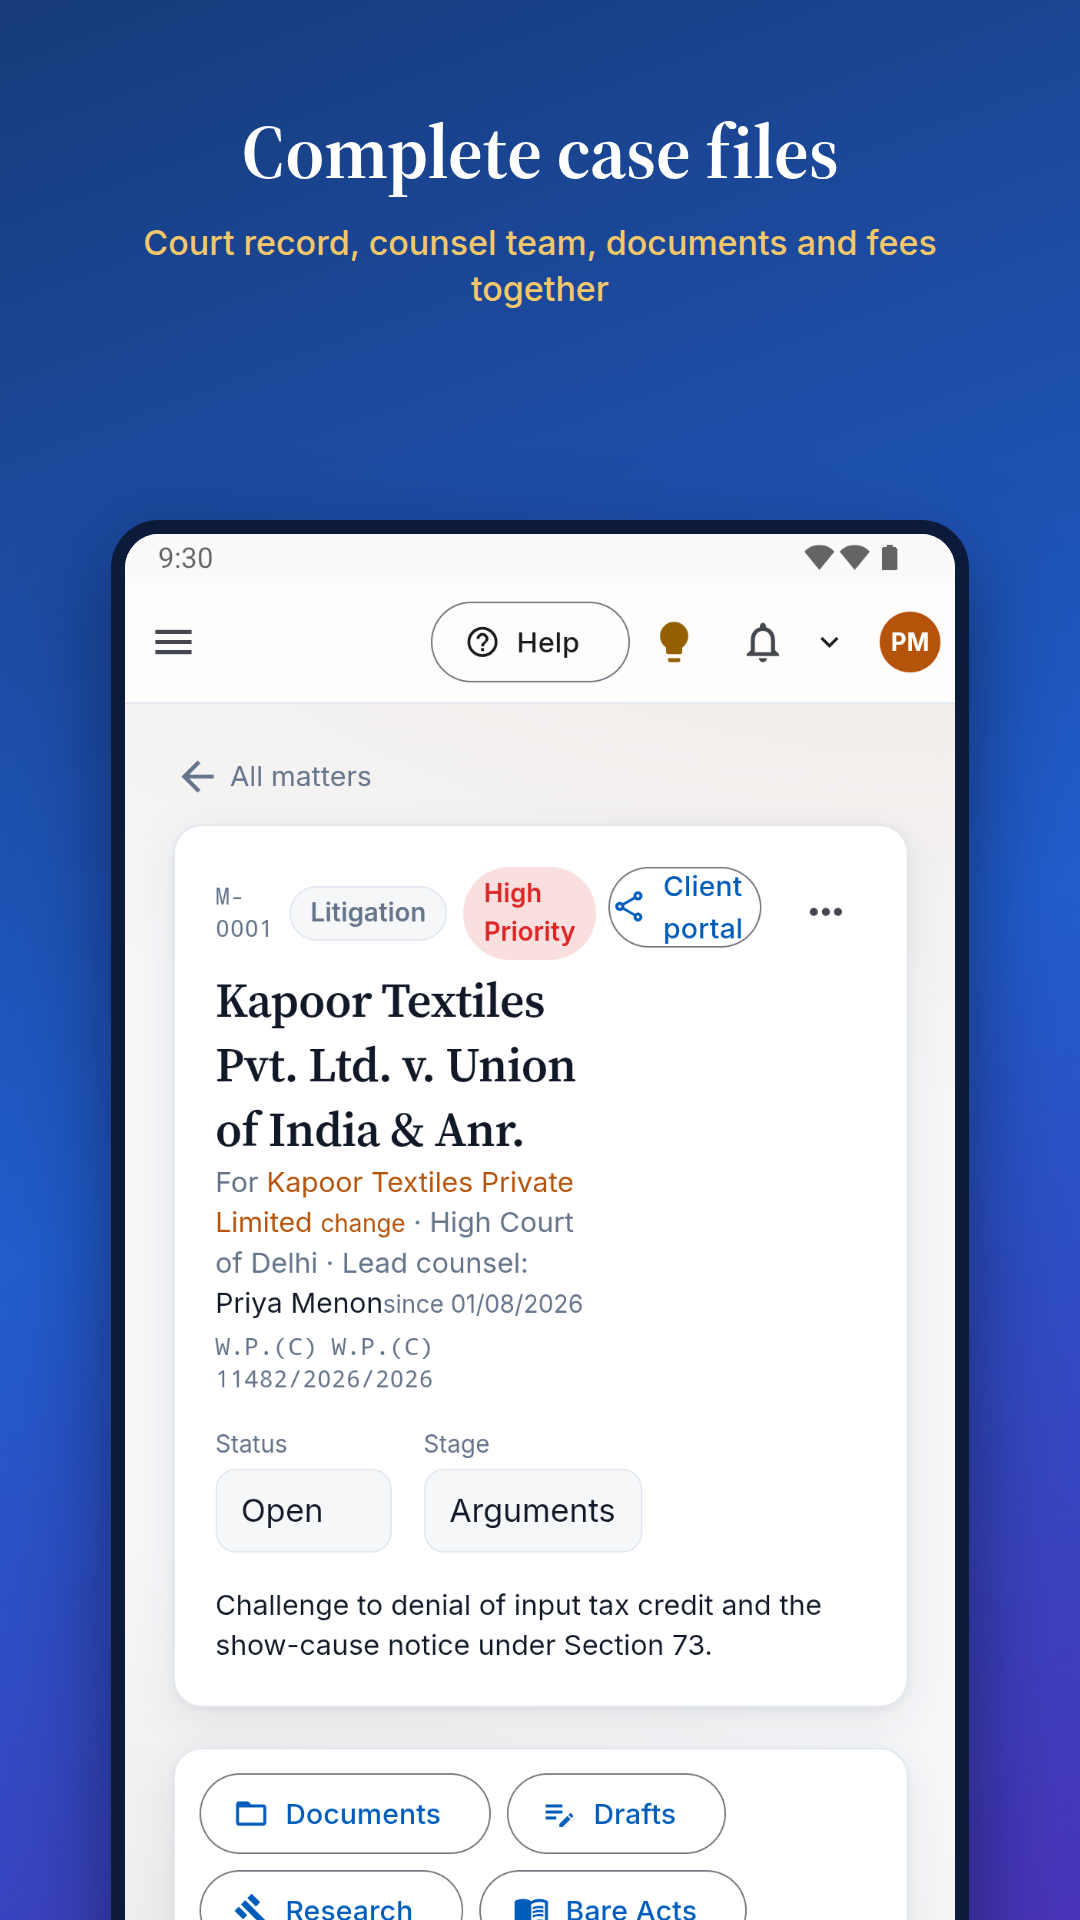 Complete case files
Court record, counsel team, documents and fees
together
9:30
Help
PM
All matters
M-
0001
Litigation
High
Priority
Client
portal
Kapoor Textiles
Pvt. Ltd. v. Union
of India & Anr.
For Kapoor Textiles Private
Limited change · High Court
of Delhi · Lead counsel:
Priya Menonsince 01/08/2026
W.P.(C) W.P.(C)
11482/2026/2026
Status
Stage
Open
Arguments
Challenge to denial of input tax credit and the
show-cause notice under Section 73.
Documents
Drafts
Research
Bare Acts